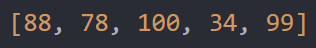 [88, 78, 100, 34, 99]